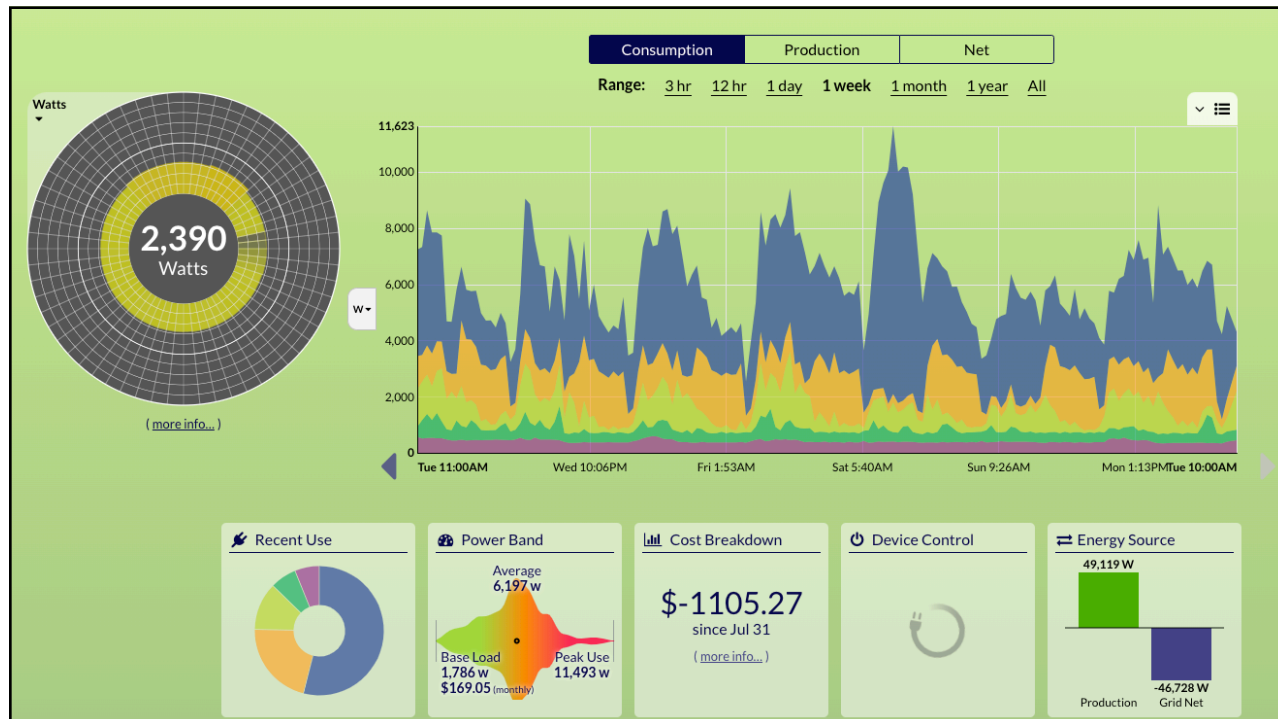 Consumption Production Net
Range: 3 hr 12 hr 1 day 1 week 1 month 1 year All
Watts
2,390
Watts
( more info... )
W
11,623
10,000
8,000
6,000
4,000
2,000
0
Tue 11:00AM Wed 10:06PM Fri 1:53AM Sat 5:40AM Sun 9:26AM Mon 1:13PM Tue 10:00AM
Recent Use
Power Band
Average
6,197 w
Base Load
1,786 w
$169.05 (monthly)
Peak Use
11,493 w
Cost Breakdown
$-1105.27
since Jul 31
( more info... )
Device Control
Energy Source
49,119 W
-46,728 W
Production Grid Net